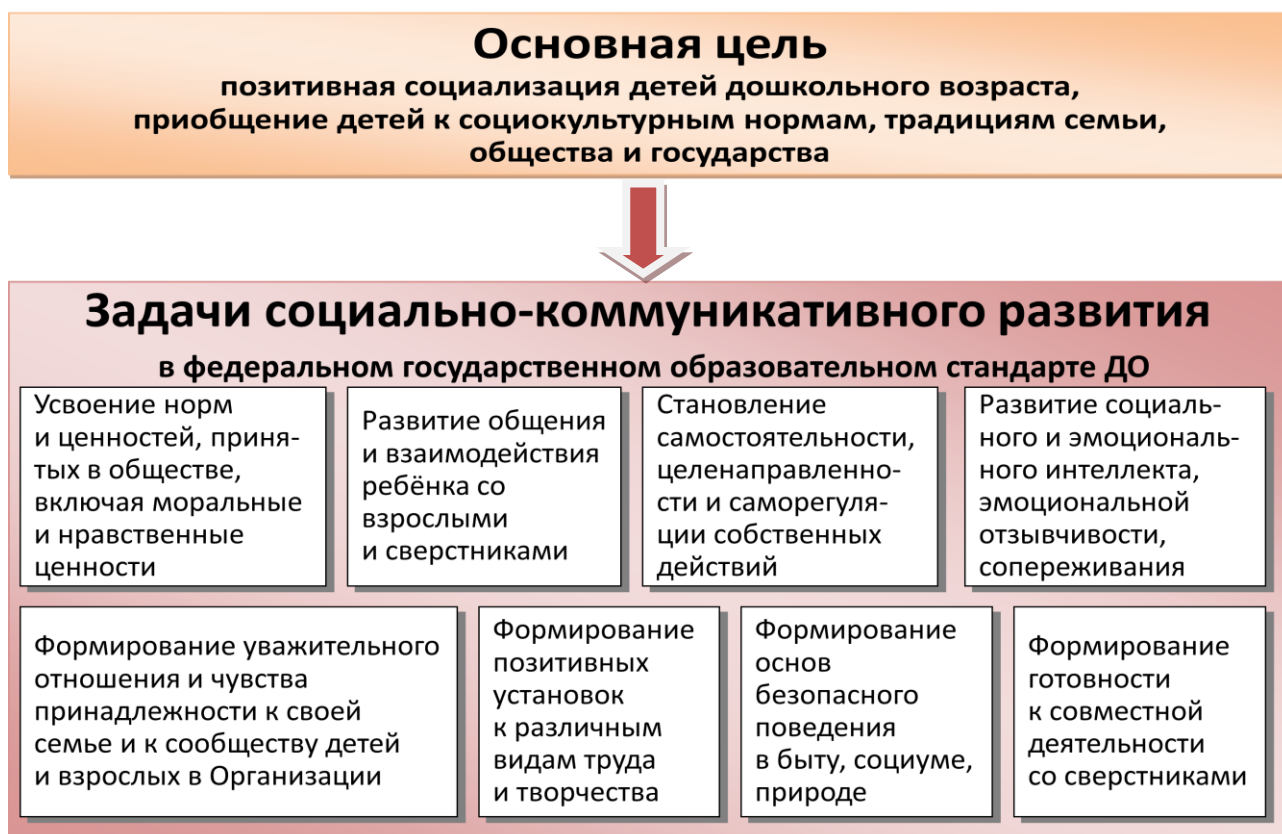 Основная цель
позитивная социализация детей дошкольного возраста,
приобщение детей к социокультурным нормам, традициям семьи,
общества и государства
Задачи социально-коммуникативного развития
в федеральном государственном образовательном стандарте ДО
Усвоение норм
и ценностей, приня-
тых в обществе,
включая моральные
и нравственные
ценности
Развитие общения
и взаимодействия
ребёнка со
взрослыми
и сверстниками
Становление
самостоятельности,
целенаправленно-
сти и саморегуля-
ции собственных
действий
Развитие социаль-
ного и эмоциональ-
ного интеллекта,
эмоциональной
отзывчивости,
сопереживания
Формирование уважительного
отношения и чувства
принадлежности к своей
семье и к сообществу детей
и взрослых в Организации
Формирование
позитивных
установок
к различным
видам труда
и творчества
Формирование
основ
безопасного
поведения
в быту, социуме,
природе
Формирование
готовности
к совместной
деятельности
со сверстниками